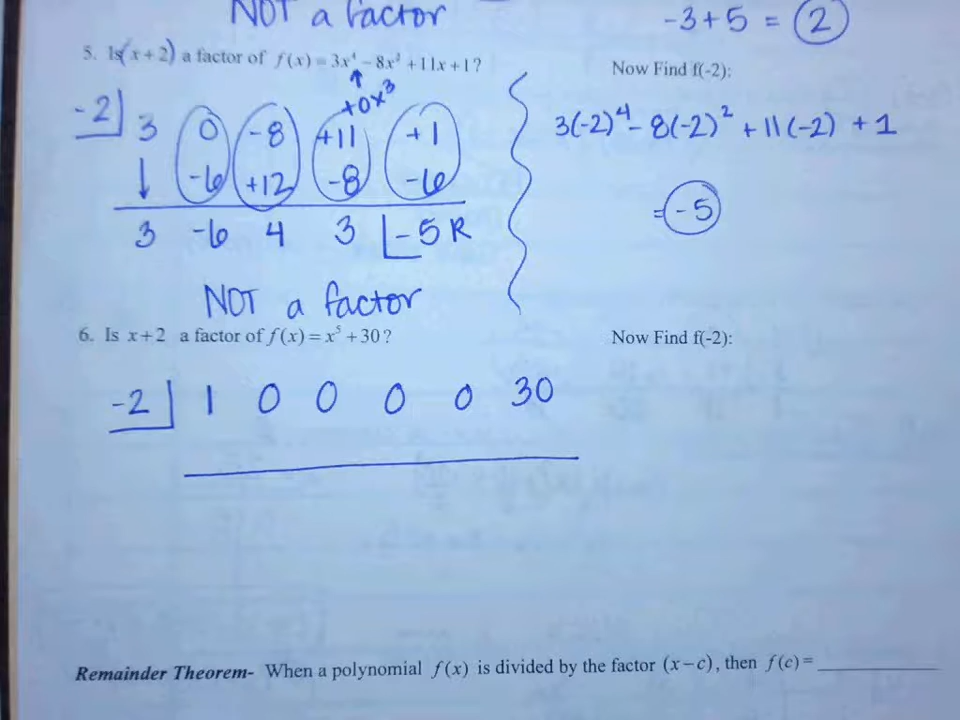 NOT a factor
-3 + 5 = 2
5. Is (x+2) a factor of f(x) = 3x⁴ − 8x² + 11x + 1?
Now Find f(-2):
+0x³
-2 3 0 -8 +11 +1
3(-2)⁴ - 8(-2)² + 11(-2) + 1
↓ -6 +12 -8 -6
3 -6 4 3 -5 R
= -5
NOT a factor
6. Is x+2 a factor of f(x) = x⁵ + 30?
Now Find f(-2):
-2 1 0 0 0 0 30
Remainder Theorem- When a polynomial f(x) is divided by the factor (x−c), then f(c)= ____________